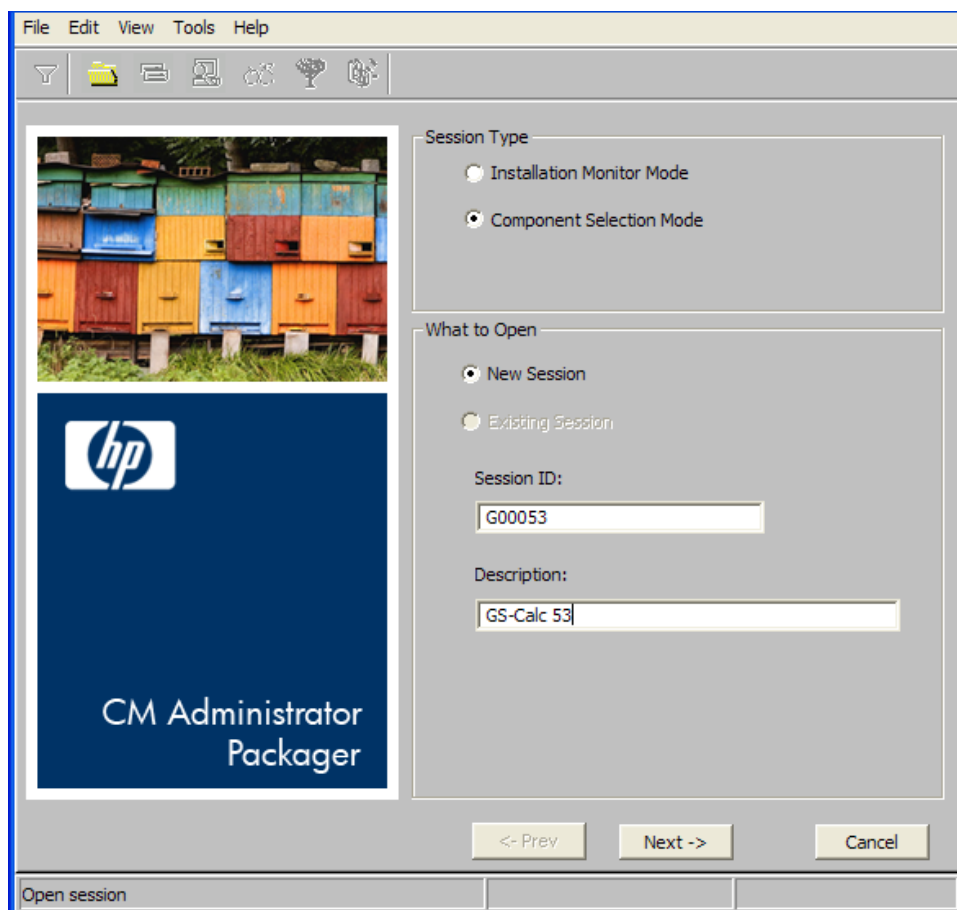 File Edit View Tools Help
Session Type
Installation Monitor Mode
Component Selection Mode
What to Open
New Session
Existing Session
Session ID:
G00053
Description:
GS-Calc 53
hp
CM Administrator
Packager
<- Prev Next -> Cancel
Open session